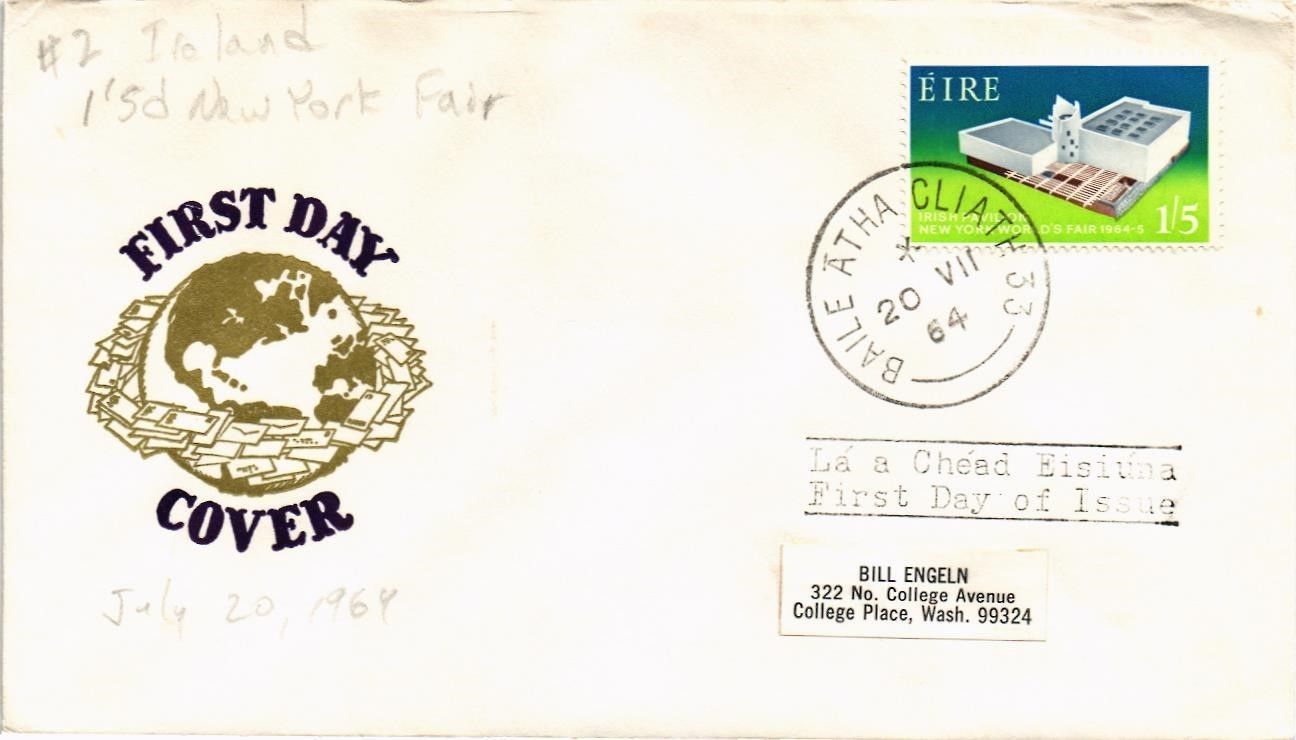 #2 Ireland
1'5d New York Fair
ÉIRE
IRISH PAVILION
NEW YORK WORLD'S FAIR 1964-5
1/5
BAILE ĀTHA CLIATH 33
20 VII
64
FIRST DAY
COVER
Lá a Chéad Eisiúna
First Day of Issue
BILL ENGELN
322 No. College Avenue
College Place, Wash. 99324
July 20, 1964